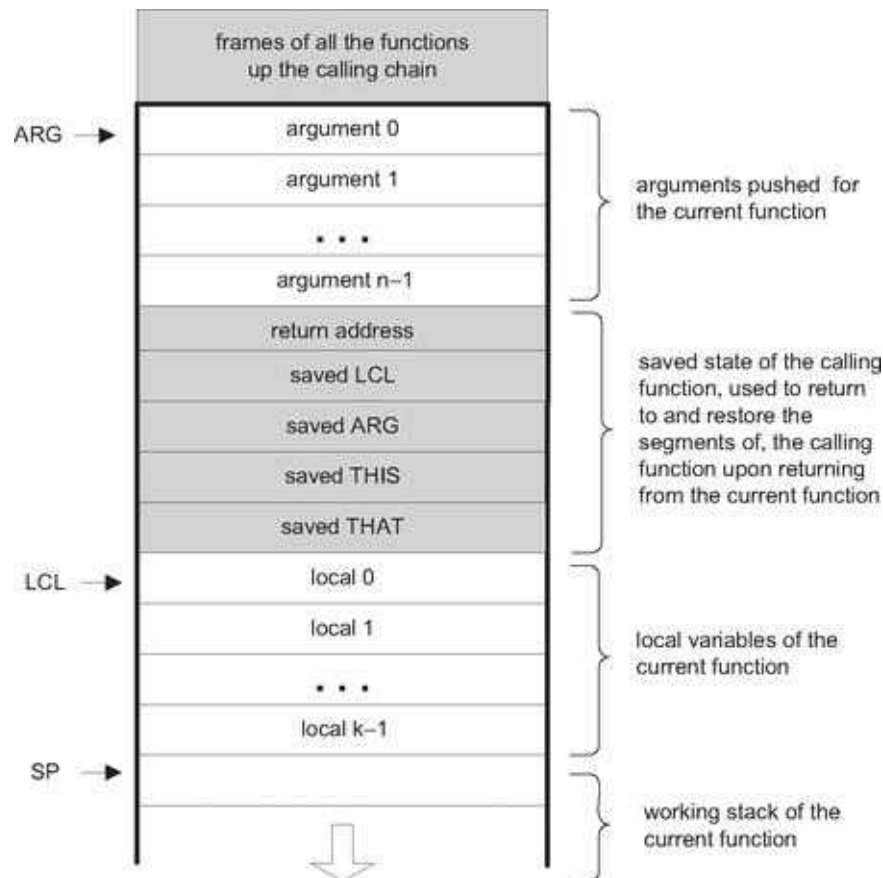 frames of all the functions
up the calling chain
ARG
argument 0
argument 1
. . .
argument n–1
arguments pushed for
the current function
return address
saved LCL
saved ARG
saved THIS
saved THAT
saved state of the calling
function, used to return
to and restore the
segments of, the calling
function upon returning
from the current function
LCL
local 0
local 1
. . .
local k–1
local variables of the
current function
SP
working stack of the
current function